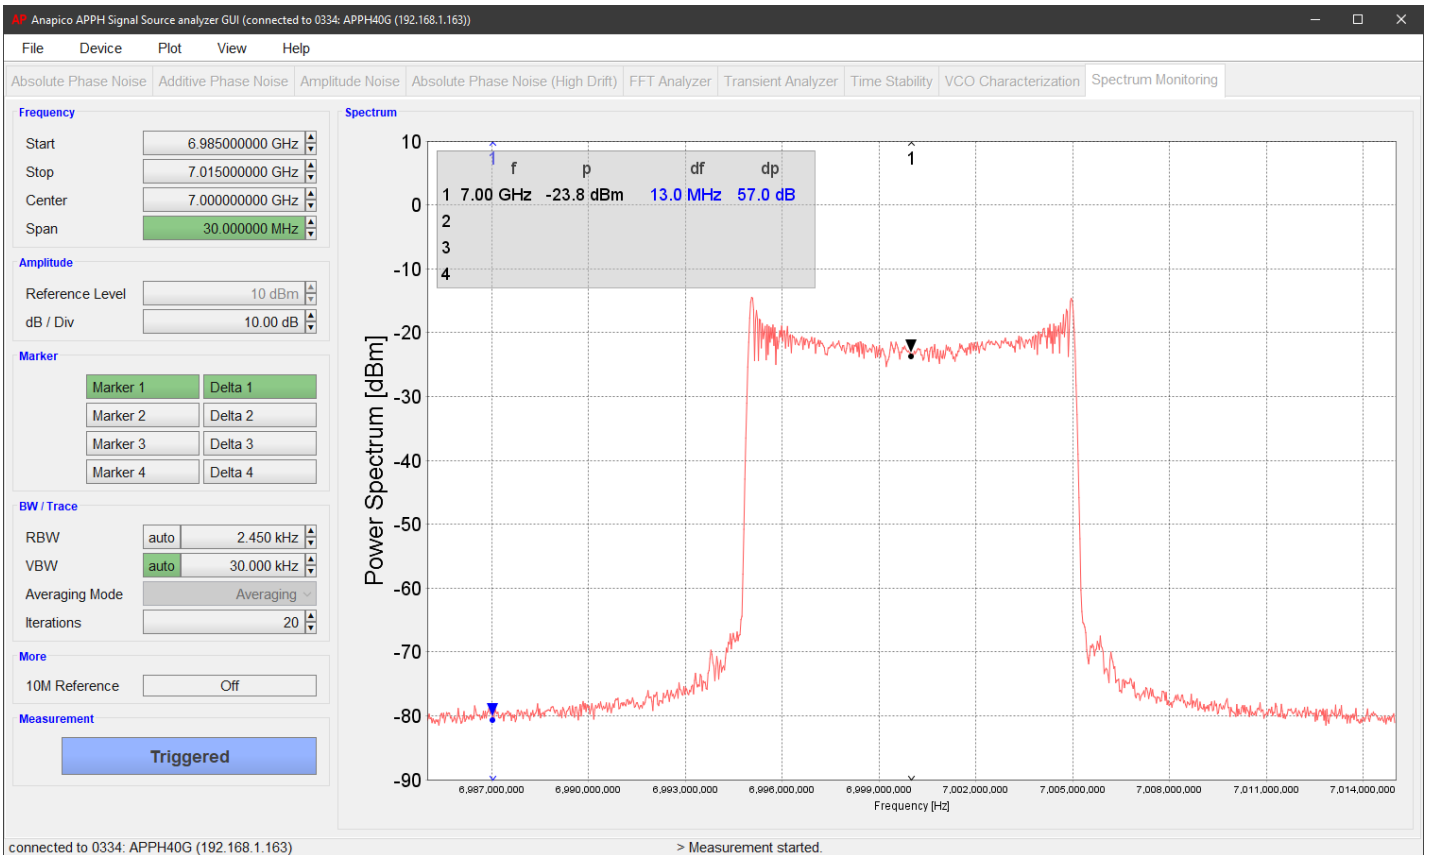 AP Anapico APPH Signal Source analyzer GUI (connected to 0334: APPH40G (192.168.1.163))
File Device Plot View Help
Absolute Phase Noise Additive Phase Noise Amplitude Noise Absolute Phase Noise (High Drift) FFT Analyzer Transient Analyzer Time Stability VCO Characterization Spectrum Monitoring
Frequency
Start 6.985000000 GHz
Stop 7.015000000 GHz
Center 7.000000000 GHz
Span 30.000000 MHz
Amplitude
Reference Level 10 dBm
dB / Div 10.00 dB
Marker
Marker 1 Delta 1
Marker 2 Delta 2
Marker 3 Delta 3
Marker 4 Delta 4
BW / Trace
RBW auto 2.450 kHz
VBW auto 30.000 kHz
Averaging Mode Averaging
Iterations 20
More
10M Reference Off
Measurement
Triggered
Spectrum
Power Spectrum [dBm]
10
0
-10
-20
-30
-40
-50
-60
-70
-80
-90
1 1
f p df dp
1 7.00 GHz -23.8 dBm 13.0 MHz 57.0 dB
2
3
4
6,987,000,000 6,990,000,000 6,993,000,000 6,996,000,000 6,999,000,000 7,002,000,000 7,005,000,000 7,008,000,000 7,011,000,000 7,014,000,000
Frequency [Hz]
connected to 0334: APPH40G (192.168.1.163) > Measurement started.